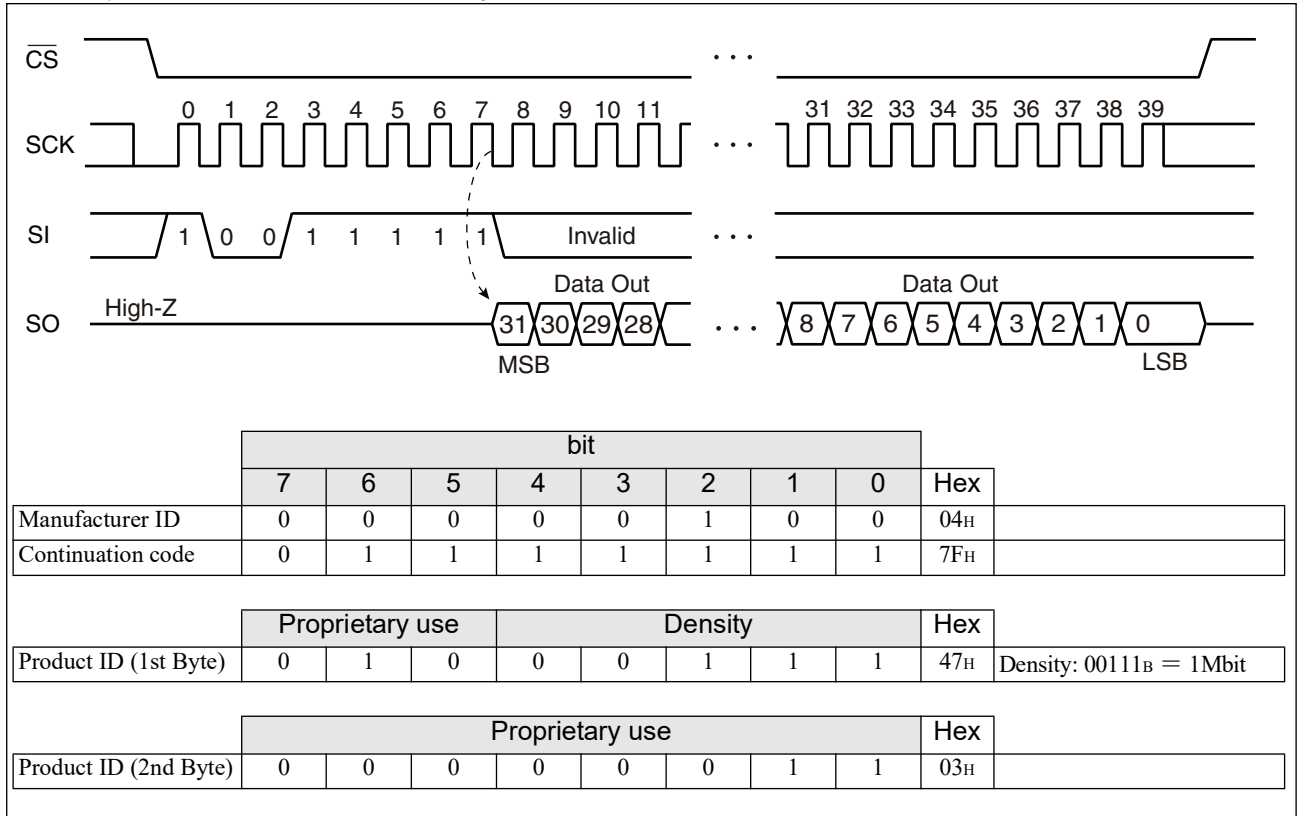 CS
0 1 2 3 4 5 6 7 8 9 10 11 31 32 33 34 35 36 37 38 39
SCK
SI 1 0 0 1 1 1 1 1 Invalid
Data Out Data Out
High-Z
SO 31 30 29 28 8 7 6 5 4 3 2 1 0
MSB LSB
bit
7 6 5 4 3 2 1 0 Hex
Manufacturer ID 0 0 0 0 0 1 0 0 04H
Continuation code 0 1 1 1 1 1 1 1 7FH
Proprietary use Density Hex
Product ID (1st Byte) 0 1 0 0 0 1 1 1 47H Density: 00111B = 1Mbit
Proprietary use Hex
Product ID (2nd Byte) 0 0 0 0 0 0 1 1 03H